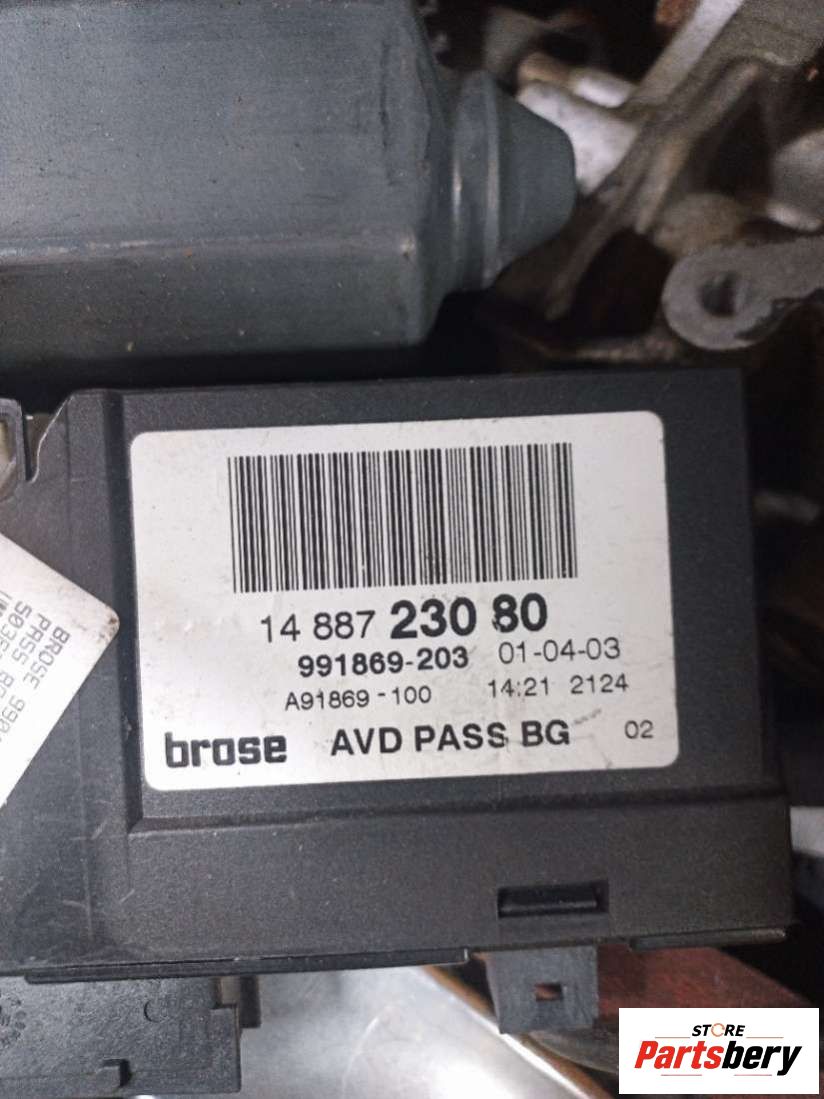 14 887 230 80
991869-203 01-04-03
A91869-100 14:21 2124
brose AVD PASS BG 02
BROSE
PASS
STORE
Partsbery